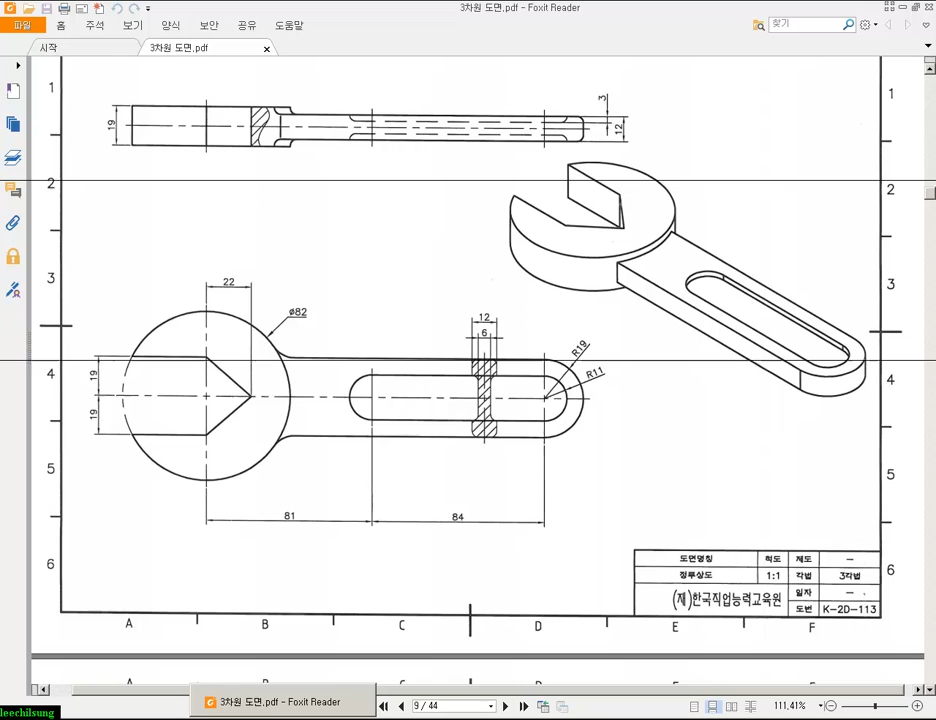 3차원 도면.pdf - Foxit Reader
파일 홈 주석 보기 양식 보안 공유 도움말
찾기
시작 3차원 도면.pdf
1 1
19 3 12
2 2
3 3
22
ø82
12
6
R19
R11
4 4
19
19
5 5
81 84
도면명칭 척도 제도 -
정투상도 1:1 각법 3각법
(재)한국직업능력교육원 일자 -
도번 K-2D-113
6 6
A B C D E F
3차원 도면.pdf - Foxit Reader 9 / 44 111.41%
leechilsung